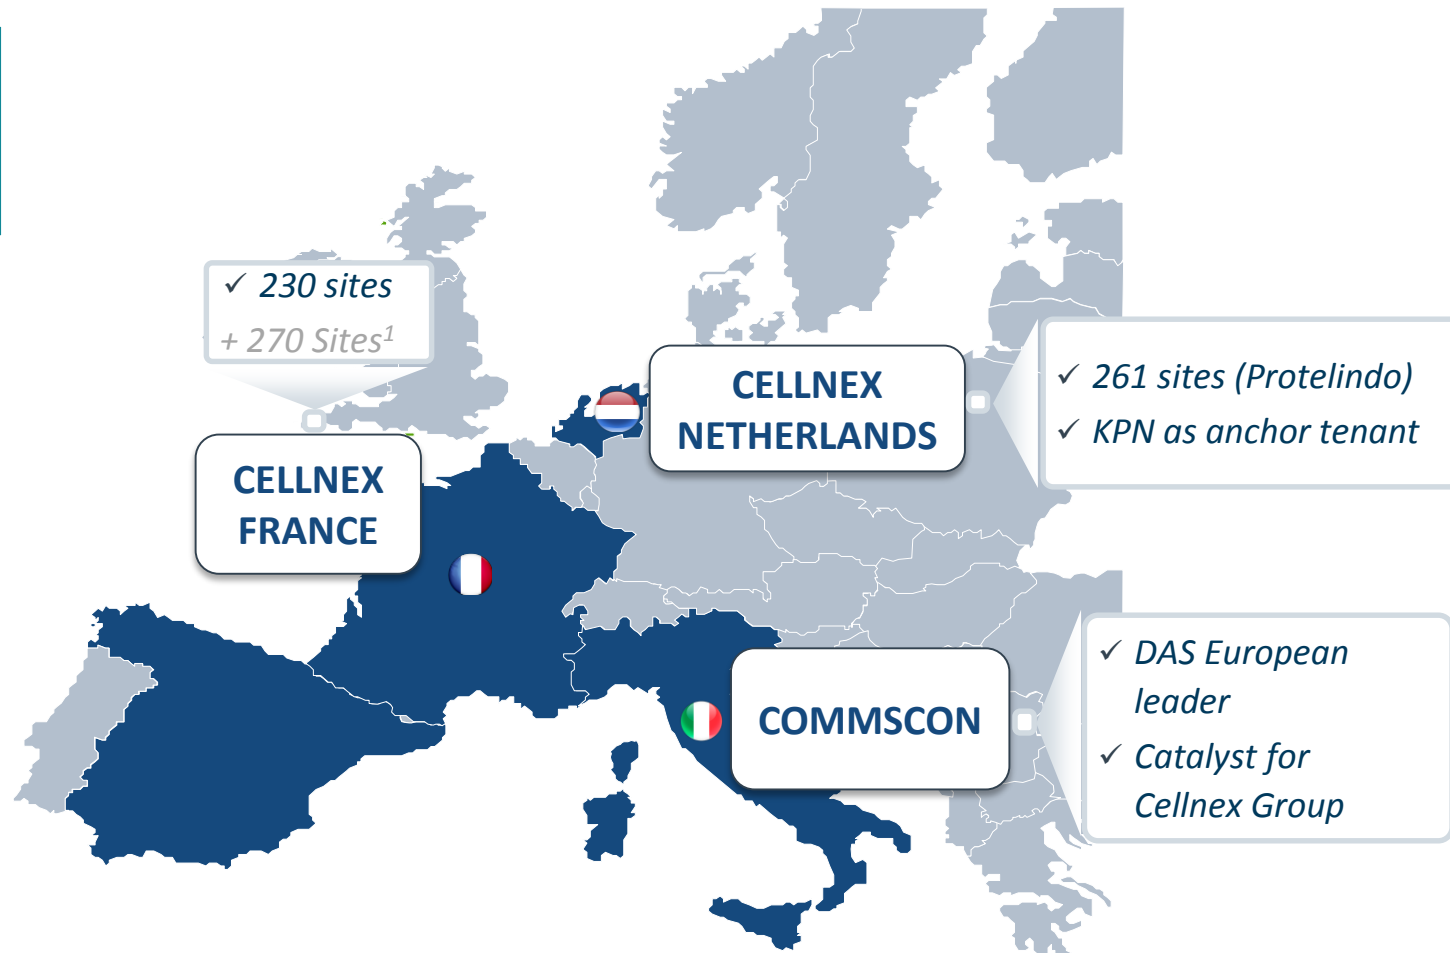 ✓ 230 sites
+ 270 Sites¹
CELLNEX
FRANCE
CELLNEX
NETHERLANDS
✓ 261 sites (Protelindo)
✓ KPN as anchor tenant
COMMSCON
✓ DAS European
leader
✓ Catalyst for
Cellnex Group